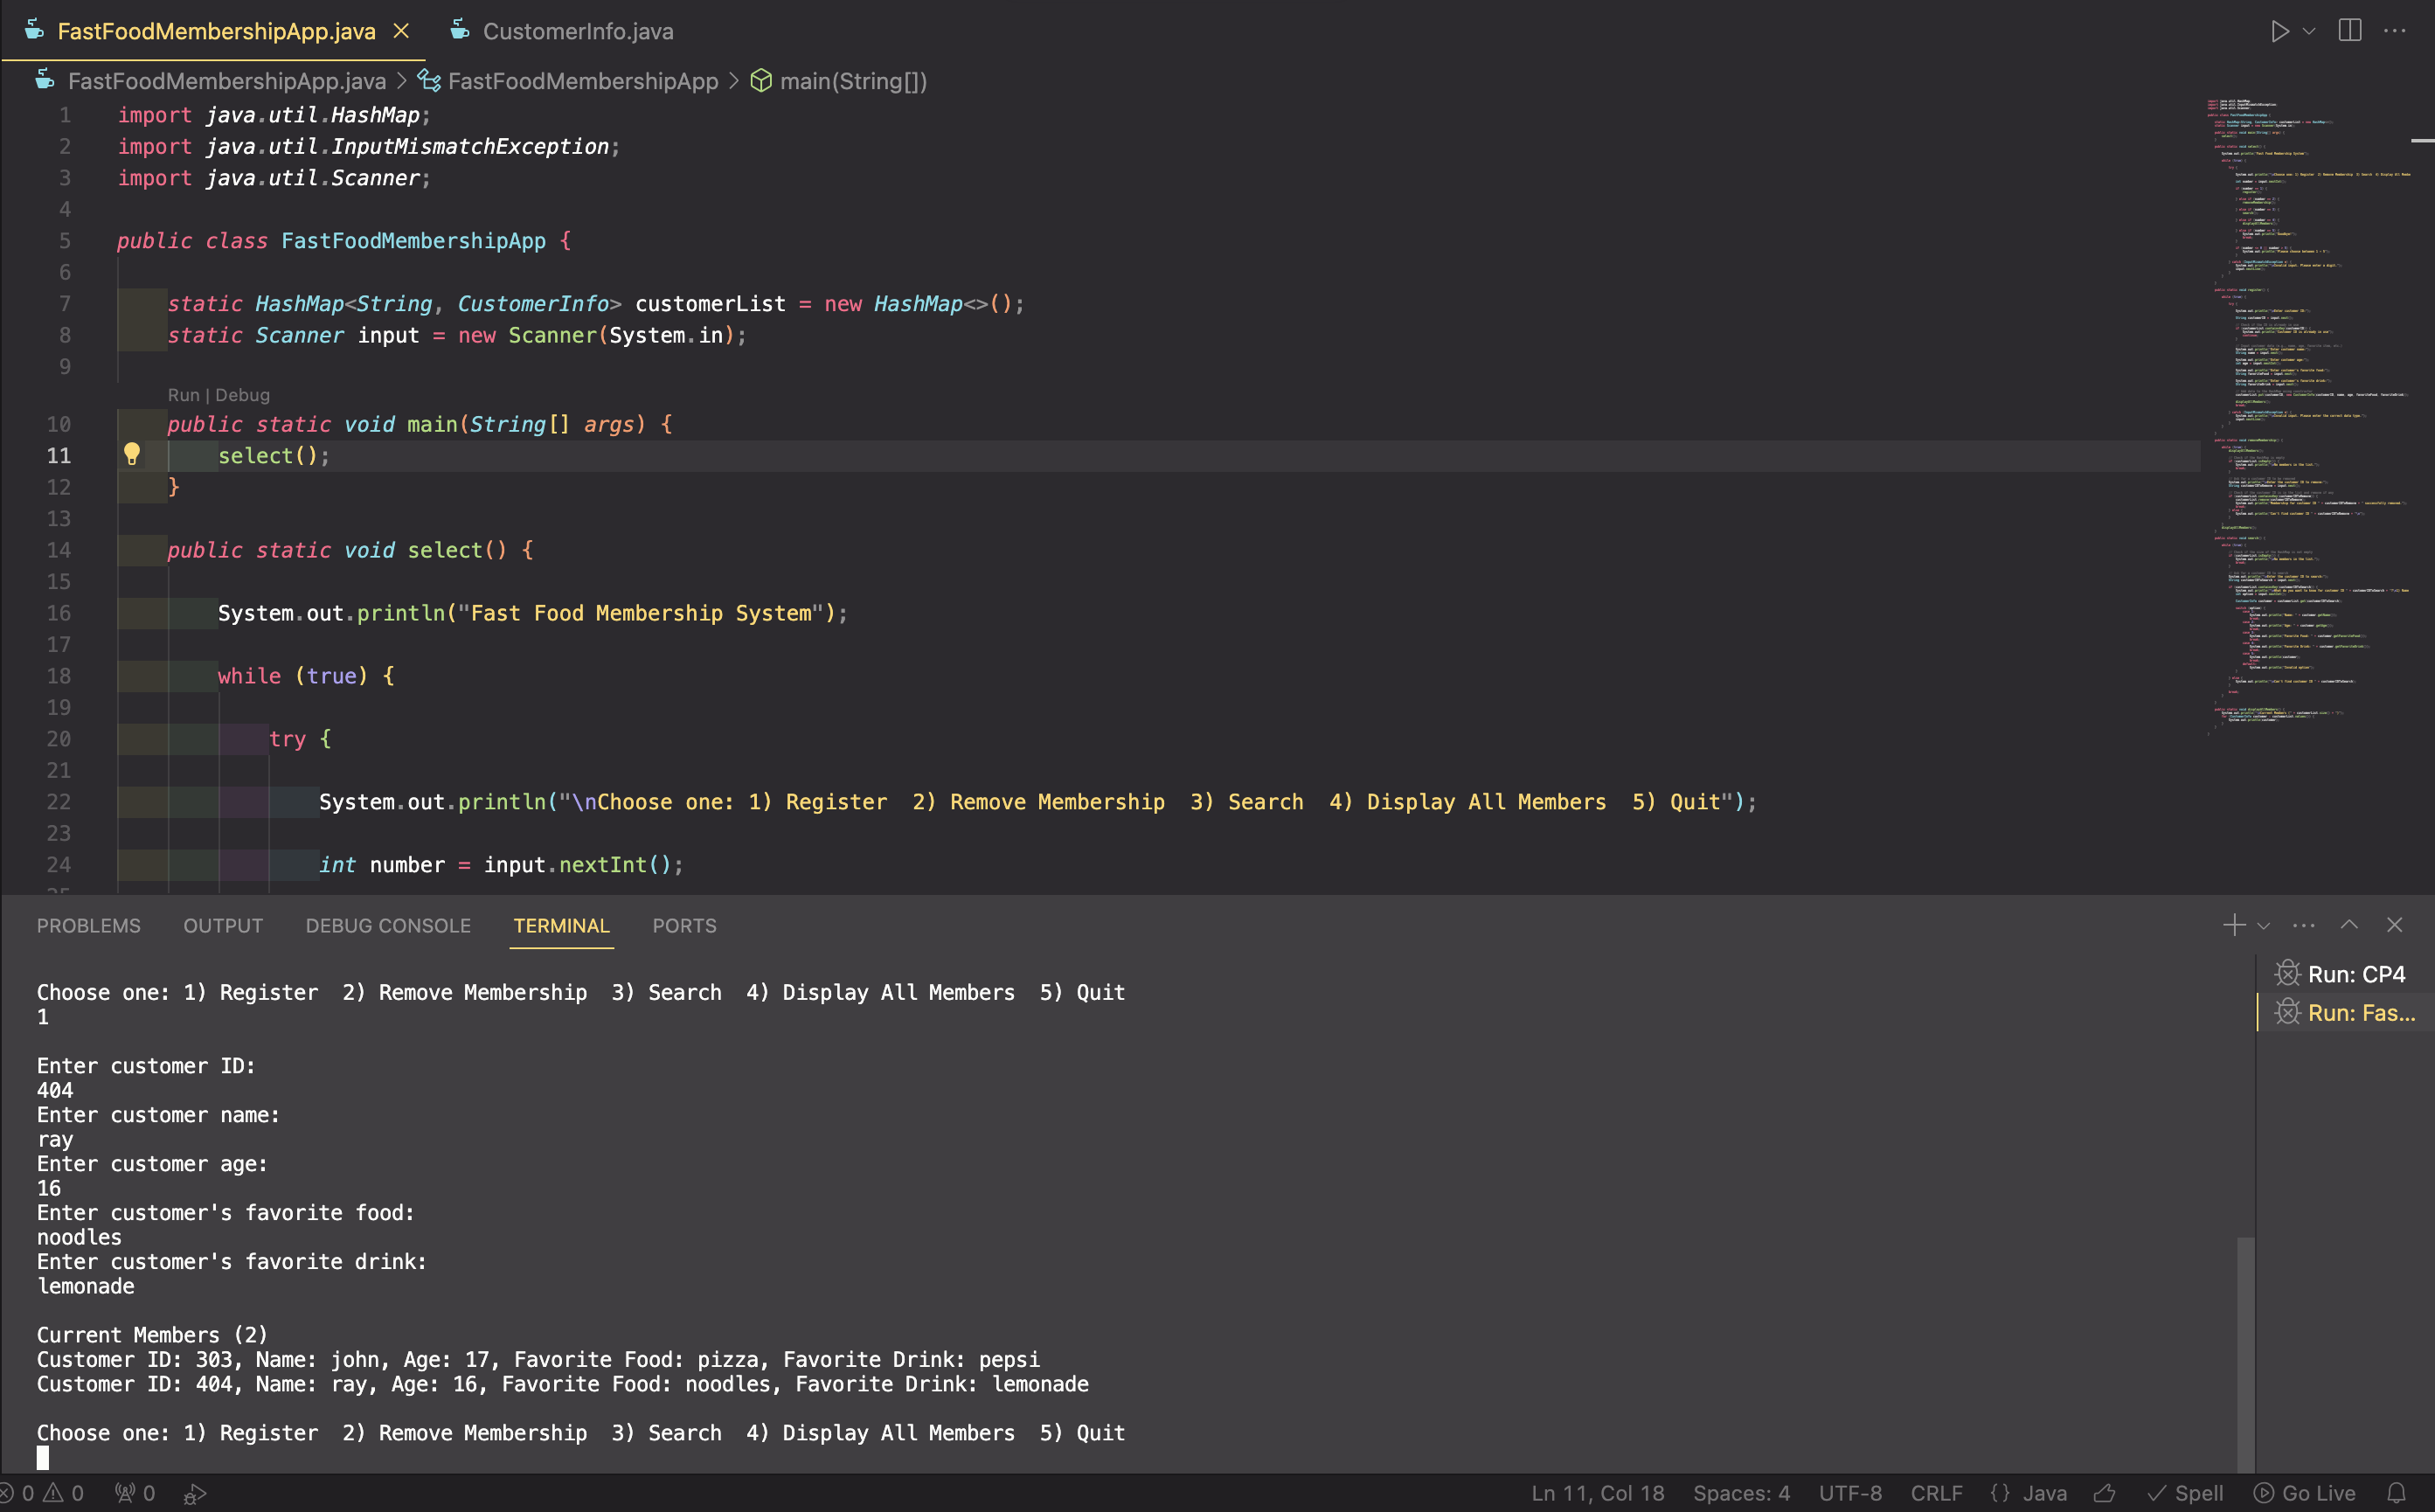 FastFoodMembershipApp.java
CustomerInfo.java
FastFoodMembershipApp.java > FastFoodMembershipApp > main(String[])
1 import java.util.HashMap;
2 import java.util.InputMismatchException;
3 import java.util.Scanner;
4
5 public class FastFoodMembershipApp {
6
7 static HashMap<String, CustomerInfo> customerList = new HashMap<>();
8 static Scanner input = new Scanner(System.in);
9
Run | Debug
10 public static void main(String[] args) {
11 select();
12 }
13
14 public static void select() {
15
16 System.out.println("Fast Food Membership System");
17
18 while (true) {
19
20 try {
21
22 System.out.println("\nChoose one: 1) Register  2) Remove Membership  3) Search  4) Display All Members  5) Quit");
23
24 int number = input.nextInt();
25
PROBLEMS OUTPUT DEBUG CONSOLE TERMINAL PORTS
Choose one: 1) Register  2) Remove Membership  3) Search  4) Display All Members  5) Quit
1
Enter customer ID:
404
Enter customer name:
ray
Enter customer age:
16
Enter customer's favorite food:
noodles
Enter customer's favorite drink:
lemonade
Current Members (2)
Customer ID: 303, Name: john, Age: 17, Favorite Food: pizza, Favorite Drink: pepsi
Customer ID: 404, Name: ray, Age: 16, Favorite Food: noodles, Favorite Drink: lemonade
Choose one: 1) Register  2) Remove Membership  3) Search  4) Display All Members  5) Quit
Run: CP4
Run: Fas...
0 0 0 Ln 11, Col 18 Spaces: 4 UTF-8 CRLF {} Java Spell Go Live